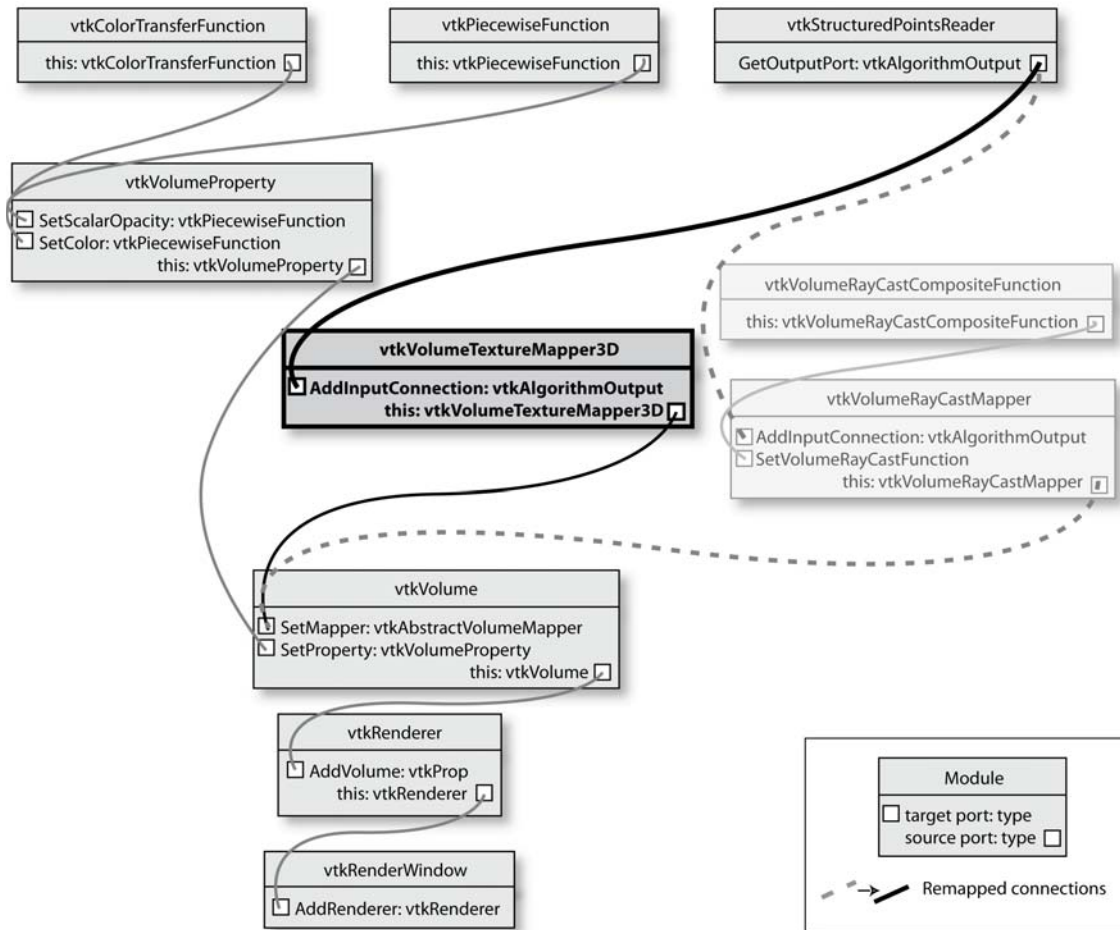 vtkColorTransferFunction
this: vtkColorTransferFunction
vtkPiecewiseFunction
this: vtkPiecewiseFunction
vtkStructuredPointsReader
GetOutputPort: vtkAlgorithmOutput
vtkVolumeProperty
SetScalarOpacity: vtkPiecewiseFunction
SetColor: vtkPiecewiseFunction
this: vtkVolumeProperty
vtkVolumeRayCastCompositeFunction
this: vtkVolumeRayCastCompositeFunction
vtkVolumeTextureMapper3D
AddInputConnection: vtkAlgorithmOutput
this: vtkVolumeTextureMapper3D
vtkVolumeRayCastMapper
AddInputConnection: vtkAlgorithmOutput
SetVolumeRayCastFunction
this: vtkVolumeRayCastMapper
vtkVolume
SetMapper: vtkAbstractVolumeMapper
SetProperty: vtkVolumeProperty
this: vtkVolume
vtkRenderer
AddVolume: vtkProp
this: vtkRenderer
vtkRenderWindow
AddRenderer: vtkRenderer
Module
target port: type
source port: type
Remapped connections